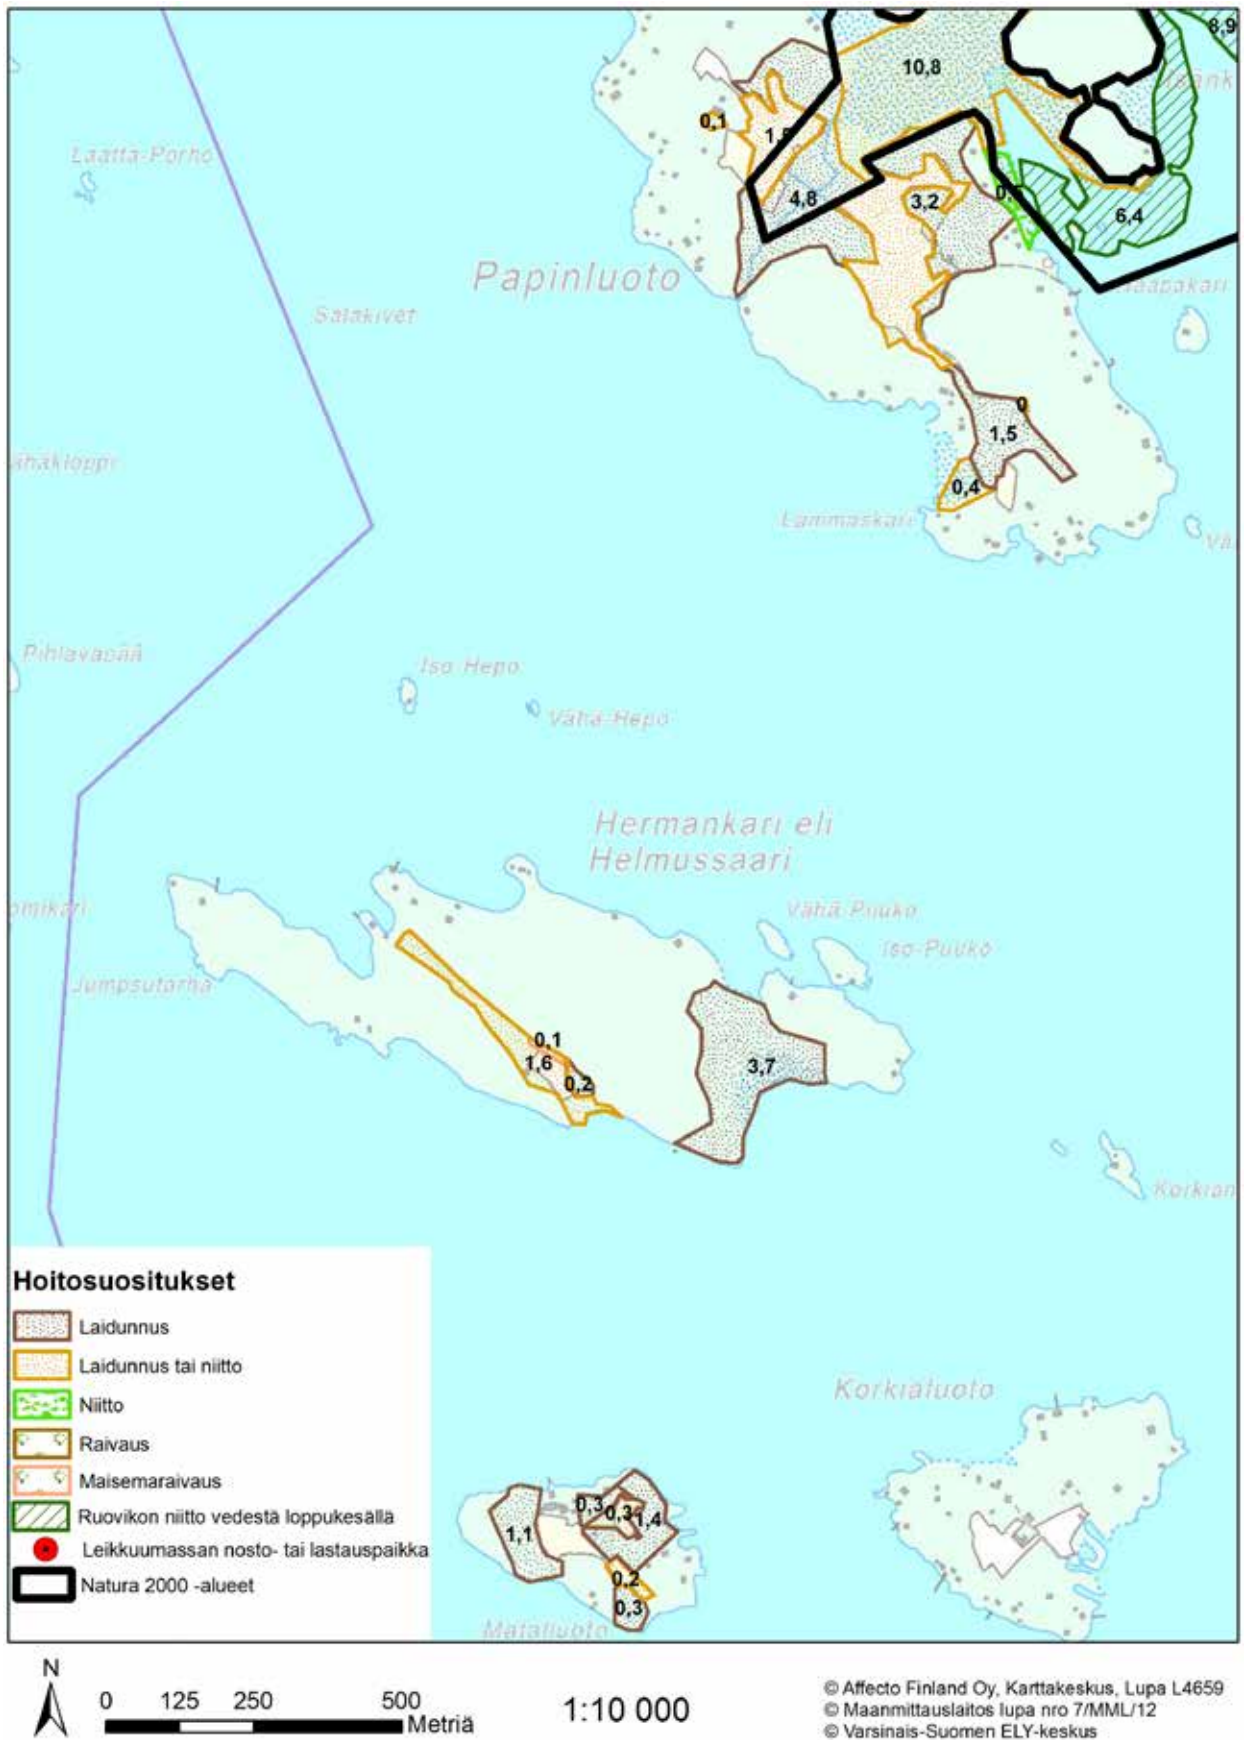 10,8
8,9
0,1
4,8
3,2
6,4
Laatta-Porho
Papinluoto
Salakivet
1,5
0
0,4
Lammaskari
Pihlavapää
Iso-Hepo
Vähä-Hepo
Hermankari eli
Helmussaari
Vähä-Puuko
Iso-Puuko
Jumpsutarha
0,1
1,6
0,2
3,7
Korkialuoto
0,3
0,3
1,4
1,1
0,2
0,3
Mataluoto
Hoitosuositukset
Laidunnus
Laidunnus tai niitto
Niitto
Raivaus
Maisemaraivaus
Ruovikon niitto vedestä loppukesällä
Leikkuumassan nosto- tai lastauspaikka
Natura 2000 -alueet
N
0 125 250 500
Metriä
1:10 000
© Affecto Finland Oy, Karttakeskus, Lupa L4659
© Maanmittauslaitos lupa nro 7/MML/12
© Varsinais-Suomen ELY-keskus